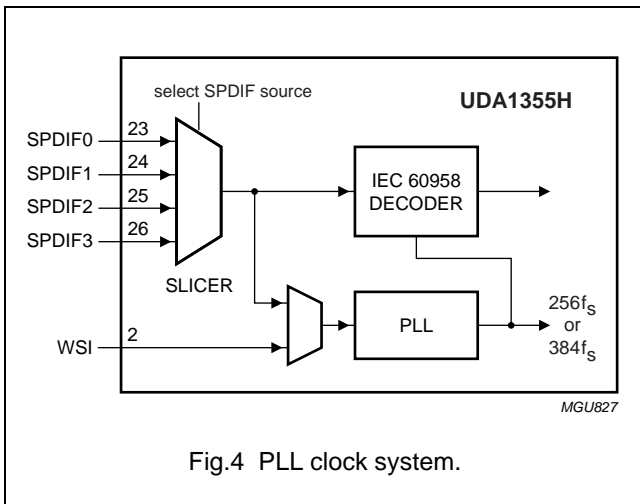 select SPDIF source
UDA1355H
SPDIF0
23
SPDIF1
24
SPDIF2
25
SPDIF3
26
IEC 60958
DECODER
SLICER
WSI
2
PLL
256fs
or
384fs
MGU827
Fig.4 PLL clock system.